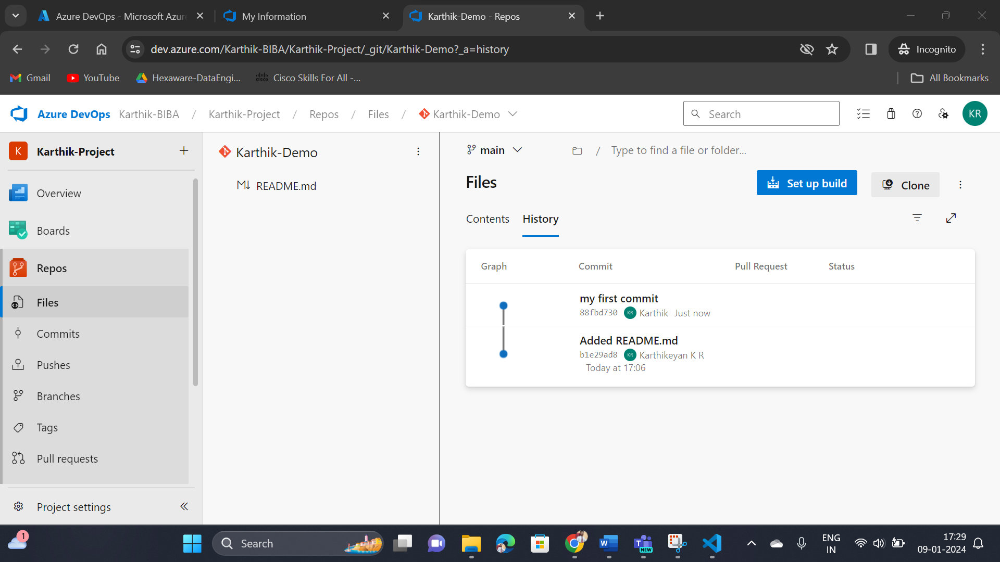 Azure DevOps - Microsoft Azur
My Information
Karthik-Demo - Repos
dev.azure.com/Karthik-BIBA/Karthik-Project/_git/Karthik-Demo?_a=history
Incognito
Gmail
YouTube
Hexaware-DataEngi...
cisco
Cisco Skills For All -...
All Bookmarks
Azure DevOps
Karthik-BIBA / Karthik-Project / Repos / Files / Karthik-Demo
Search
KR
K
Karthik-Project
Overview
Boards
Repos
Files
Commits
Pushes
Branches
Tags
Pull requests
Project settings
Karthik-Demo
README.md
main
/ Type to find a file or folder...
Files
Set up build
Clone
Contents
History
Graph
Commit
Pull Request
Status
my first commit
88fbd730 KR Karthik Just now
Added README.md
b1e29ad8 KR Karthikeyan K R
Today at 17:06
1
Search
W
T
NEW
ENG
IN
17:29
09-01-2024